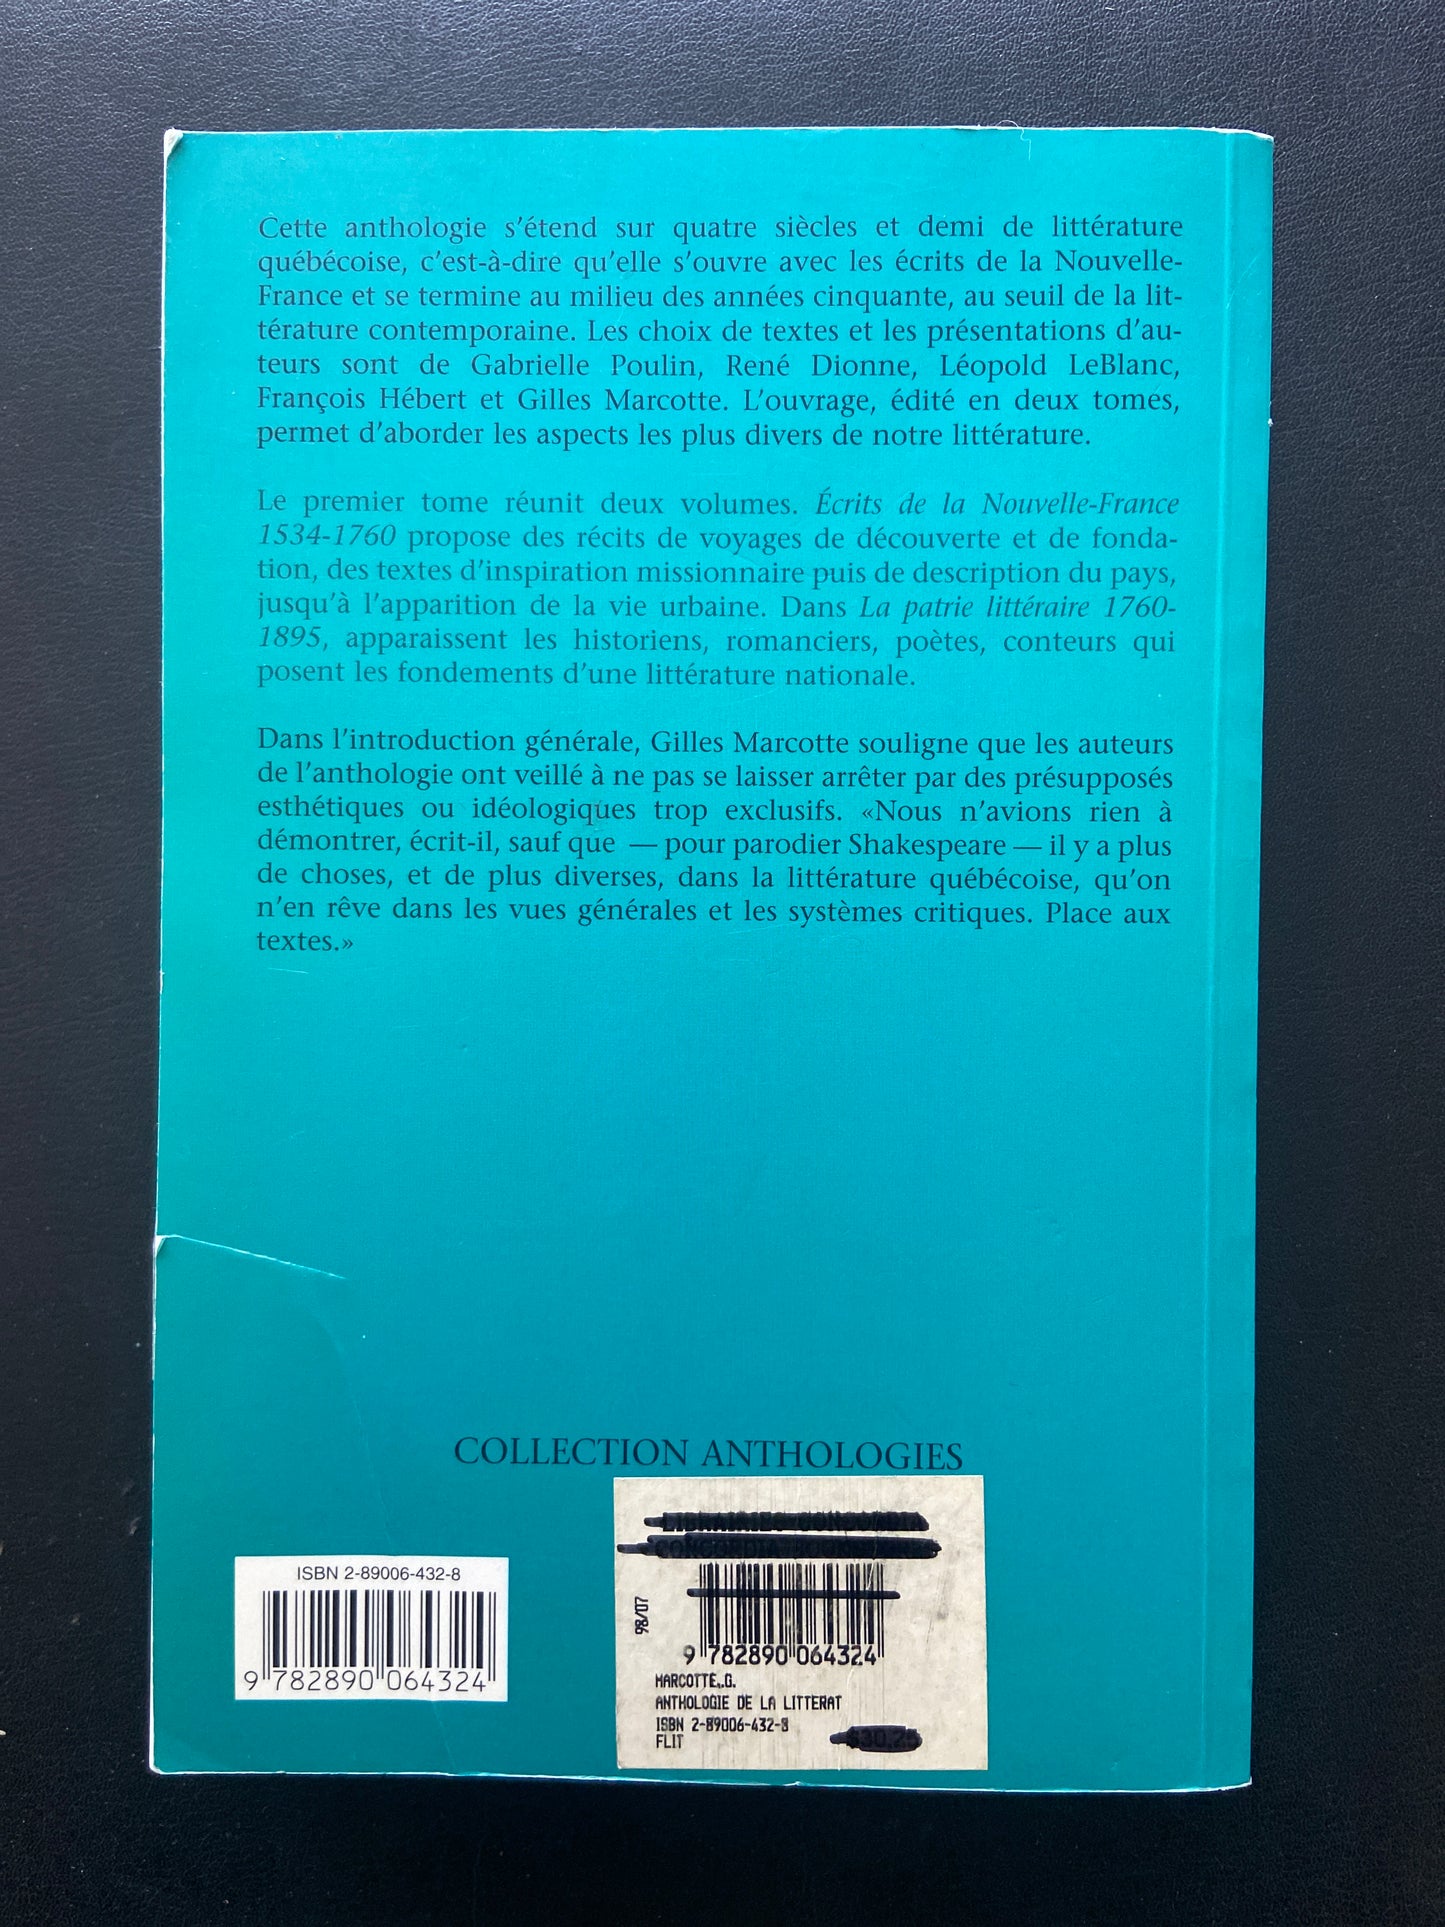 Cette anthologie s'étend sur quatre siècles et demi de littérature
québécoise, c'est-à-dire qu'elle s'ouvre avec les écrits de la Nouvelle-
France et se termine au milieu des années cinquante, au seuil de la lit-
térature contemporaine. Les choix de textes et les présentations d'au-
teurs sont de Gabrielle Poulin, René Dionne, Léopold LeBlanc,
François Hébert et Gilles Marcotte. L'ouvrage, édité en deux tomes,
permet d'aborder les aspects les plus divers de notre littérature.
Le premier tome réunit deux volumes. Écrits de la Nouvelle-France
1534-1760 propose des récits de voyages de découverte et de fonda-
tion, des textes d'inspiration missionnaire puis de description du pays,
jusqu'à l'apparition de la vie urbaine. Dans La patrie littéraire 1760-
1895, apparaissent les historiens, romanciers, poètes, conteurs qui
posent les fondements d'une littérature nationale.
Dans l'introduction générale, Gilles Marcotte souligne que les auteurs
de l'anthologie ont veillé à ne pas se laisser arrêter par des présupposés
esthétiques ou idéologiques trop exclusifs. «Nous n'avions rien à
démontrer, écrit-il, sauf que — pour parodier Shakespeare — il y a plus
de choses, et de plus diverses, dans la littérature québécoise, qu'on
n'en rêve dans les vues générales et les systèmes critiques. Place aux
textes.»
COLLECTION ANTHOLOGIES
ISBN 2-89006-432-8
9 782890 064324
98/07
9 782890 064324
MARCOTTE,.G.
ANTHOLOGIE DE LA LITTERAT
ISBN 2-89006-432-8
FLIT